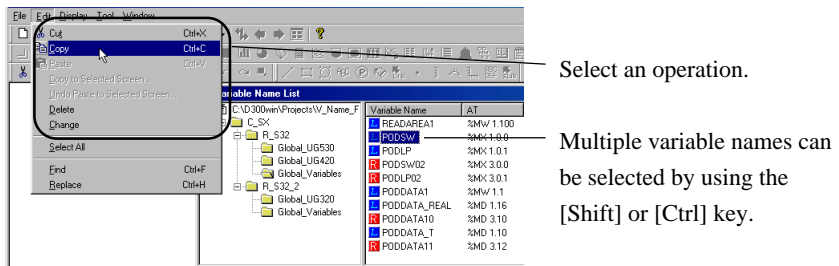 File Edit Display Tool Window
Cut Ctrl+X
Copy Ctrl+C
Paste Ctrl+V
Copy to Selected Screen...
Undo Paste to Selected Screen...
Delete
Change
Select All
Find Ctrl+F
Replace Ctrl+H
Variable Name List
C:\D300win\Projects\V_Name_F
C_SX
R_S32
Global_UG530
Global_UG420
Global_Variables
R_S32_2
Global_UG320
Global_Variables
Variable Name AT
READAREA1 %MW 1.100
PODSW %MX 1.0.0
PODLP %MX 1.0.1
PODSW02 %MX 3.0.0
PODLP02 %MX 3.0.1
PODDATA1 %MW 1.1
PODDATA_REAL %MD 1.16
PODDATA10 %MD 3.10
PODDATA_T %MD 1.10
PODDATA11 %MD 3.12
Select an operation.
Multiple variable names can
be selected by using the
[Shift] or [Ctrl] key.